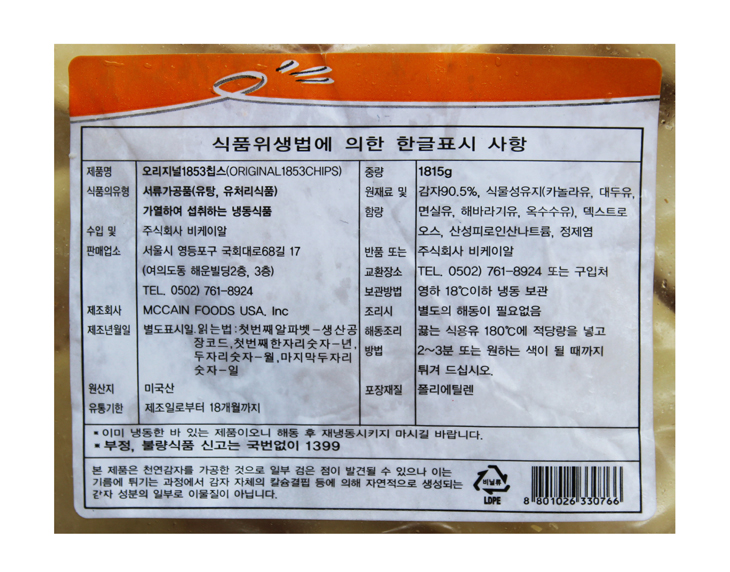 식품위생법에 의한 한글표시 사항
제품명 오리지널1853칩스(ORIGINAL1853CHIPS)
식품의유형 서류가공품(유탕, 유처리식품)
가열하여 섭취하는 냉동식품
수입 및 주식회사 비케이알
판매업소 서울시 영등포구 국회대로68길 17
(여의도동 해운빌딩2층, 3층)
TEL. 0502) 761-8924
제조회사 MCCAIN FOODS USA, Inc
제조년월일 별도표시일.읽는법:첫번째알파벳-생산공
장코드,첫번째한자리숫자-년,
두자리숫자-월,마지막두자리
숫자-일
원산지 미국산
유통기한 제조일로부터 18개월까지
중량 1815g
원재료 및 감자90.5%, 식물성유지(카놀라유, 대두유,
함량 면실유, 해바라기유, 옥수수유), 덱스트로
오스, 산성피로인산나트륨, 정제염
반품 또는 주식회사 비케이알
교환장소 TEL. 0502) 761-8924 또는 구입처
보관방법 영하 18℃이하 냉동 보관
조리시 별도의 해동이 필요없음
해동조리 끓는 식용유 180℃에 적당량을 넣고
방법 2~3분 또는 원하는 색이 될 때까지
튀겨 드십시오.
포장재질 폴리에틸렌
▪이미 냉동한 바 있는 제품이오니 해동 후 재냉동시키지 마시길 바랍니다.
▪부정, 불량식품 신고는 국번없이 1399
본 제품은 천연감자를 가공한 것으로 일부 검은 점이 발견될 수 있으나 이는
기름에 튀기는 과정에서 감자 자체의 칼슘결핍 등에 의해 자연적으로 생성되는
감자 성분의 일부로 이물질이 아닙니다.
비닐류
LDPE
8 801026 330766